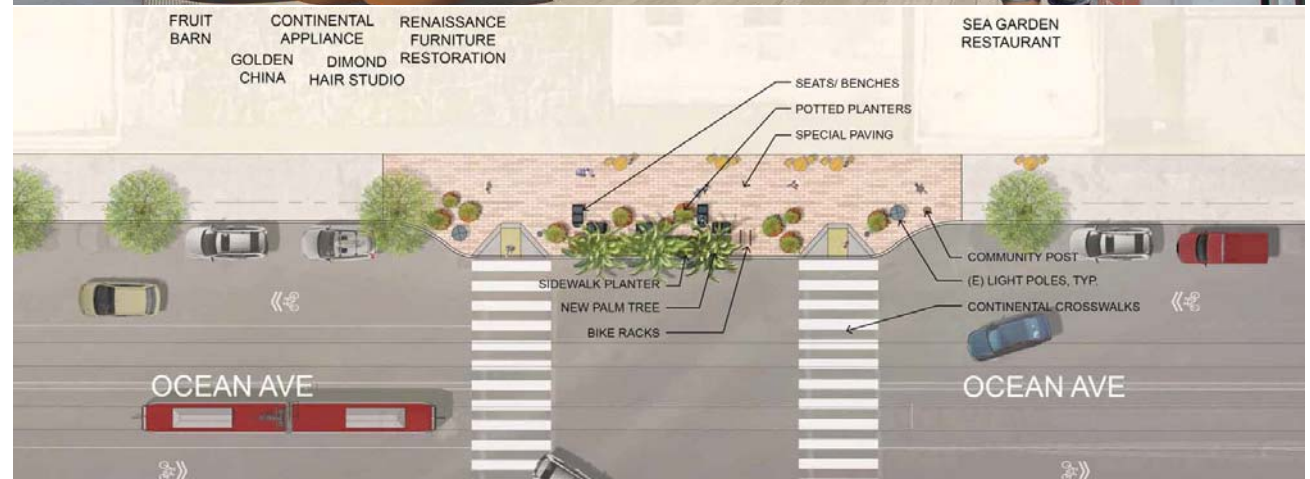 FRUIT
BARN
CONTINENTAL
APPLIANCE
RENAISSANCE
FURNITURE
RESTORATION
GOLDEN
CHINA
DIMOND
HAIR STUDIO
SEA GARDEN
RESTAURANT
SEATS/ BENCHES
POTTED PLANTERS
SPECIAL PAVING
SIDEWALK PLANTER
NEW PALM TREE
BIKE RACKS
COMMUNITY POST
(E) LIGHT POLES, TYP.
CONTINENTAL CROSSWALKS
OCEAN AVE
OCEAN AVE